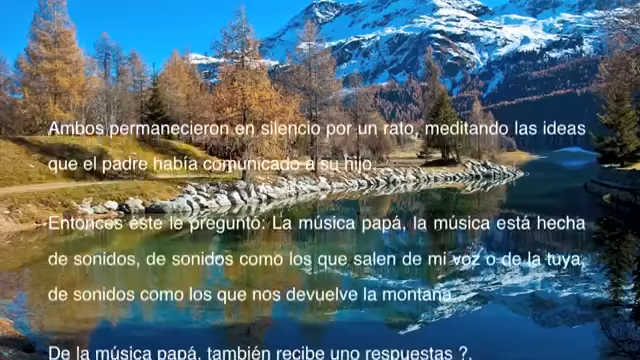 Ambos permanecieron en silencio por un rato, meditando las ideas
que el padre había comunicado a su hijo.
Entonces éste le preguntó: La música papá, la música está hecha
de sonidos, de sonidos como los que salen de mi voz o de la tuya,
de sonidos como los que nos devuelve la montaña.
De la música papá, también recibe uno respuestas ?.